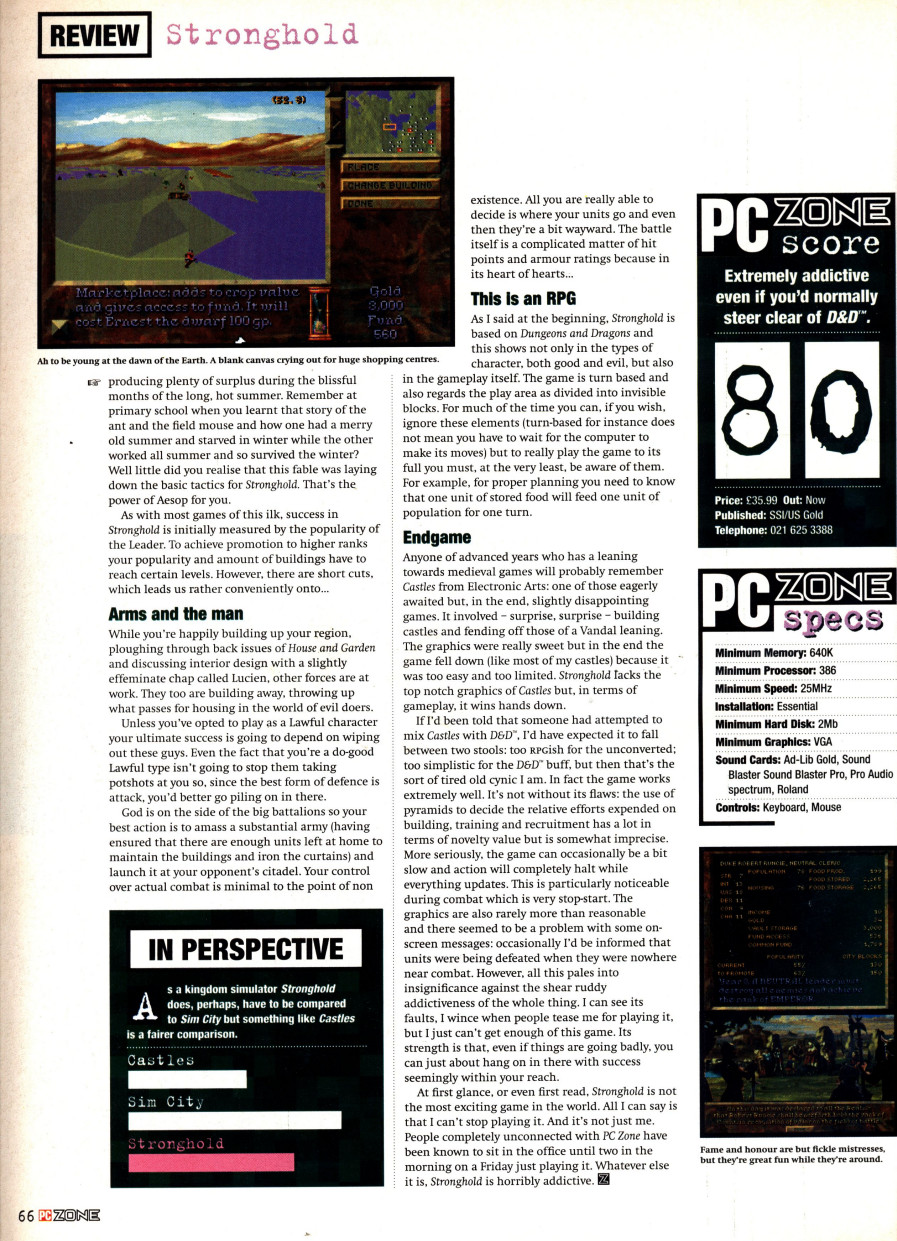 REVIEW Stronghold
(52.9)
PLACE
CHANGE BUILDING
DONE
Marketplace: adds to crop value
and gives access to fund. It will
cost Ernest the dwarf 100 gp.
Gold
3,000
Fund
560
Ah to be young at the dawn of the Earth. A blank canvas crying out for huge shopping centres.
producing plenty of surplus during the blissful
months of the long, hot summer. Remember at
primary school when you learnt that story of the
ant and the field mouse and how one had a merry
old summer and starved in winter while the other
worked all summer and so survived the winter?
Well little did you realise that this fable was laying
down the basic tactics for Stronghold. That's the
power of Aesop for you.
As with most games of this ilk, success in
Stronghold is initially measured by the popularity of
the Leader. To achieve promotion to higher ranks
your popularity and amount of buildings have to
reach certain levels. However, there are short cuts,
which leads us rather conveniently onto...
Arms and the man
While you're happily building up your region,
ploughing through back issues of House and Garden
and discussing interior design with a slightly
effeminate chap called Lucien, other forces are at
work. They too are building away, throwing up
what passes for housing in the world of evil doers.
Unless you've opted to play as a Lawful character
your ultimate success is going to depend on wiping
out these guys. Even the fact that you're a do-good
Lawful type isn't going to stop them taking
potshots at you so, since the best form of defence is
attack, you'd better go piling on in there.
God is on the side of the big battalions so your
best action is to amass a substantial army (having
ensured that there are enough units left at home to
maintain the buildings and iron the curtains) and
launch it at your opponent's citadel. Your control
over actual combat is minimal to the point of non
IN PERSPECTIVE
As a kingdom simulator Stronghold
does, perhaps, have to be compared
to Sim City but something like Castles
is a fairer comparison.
Castles
Sim City
Stronghold
existence. All you are really able to
decide is where your units go and even
then they're a bit wayward. The battle
itself is a complicated matter of hit
points and armour ratings because in
its heart of hearts...
This is an RPG
As I said at the beginning, Stronghold is
based on Dungeons and Dragons and
this shows not only in the types of
character, both good and evil, but also
in the gameplay itself. The game is turn based and
also regards the play area as divided into invisible
blocks. For much of the time you can, if you wish,
ignore these elements (turn-based for instance does
not mean you have to wait for the computer to
make its moves) but to really play the game to its
full you must, at the very least, be aware of them.
For example, for proper planning you need to know
that one unit of stored food will feed one unit of
population for one turn.
Endgame
Anyone of advanced years who has a leaning
towards medieval games will probably remember
Castles from Electronic Arts: one of those eagerly
awaited but, in the end, slightly disappointing
games. It involved – surprise, surprise – building
castles and fending off those of a Vandal leaning.
The graphics were really sweet but in the end the
game fell down (like most of my castles) because it
was too easy and too limited. Stronghold lacks the
top notch graphics of Castles but, in terms of
gameplay, it wins hands down.
If I'd been told that someone had attempted to
mix Castles with D&D™, I'd have expected it to fall
between two stools: too RPGish for the unconverted;
too simplistic for the D&D™ buff, but then that's the
sort of tired old cynic I am. In fact the game works
extremely well. It's not without its flaws: the use of
pyramids to decide the relative efforts expended on
building, training and recruitment has a lot in
terms of novelty value but is somewhat imprecise.
More seriously, the game can occasionally be a bit
slow and action will completely halt while
everything updates. This is particularly noticeable
during combat which is very stop-start. The
graphics are also rarely more than reasonable
and there seemed to be a problem with some on-
screen messages: occasionally I'd be informed that
units were being defeated when they were nowhere
near combat. However, all this pales into
insignificance against the shear ruddy
addictiveness of the whole thing. I can see its
faults, I wince when people tease me for playing it,
but I just can't get enough of this game. Its
strength is that, even if things are going badly, you
can just about hang on in there with success
seemingly within your reach.
At first glance, or even first read, Stronghold is not
the most exciting game in the world. All I can say is
that I can't stop playing it. And it's not just me.
People completely unconnected with PC Zone have
been known to sit in the office until two in the
morning on a Friday just playing it. Whatever else
it is, Stronghold is horribly addictive.
PC ZONE
score
Extremely addictive
even if you'd normally
steer clear of D&D™.
80
Price: £35.99 Out: Now
Published: SSI/US Gold
Telephone: 021 625 3388
PC ZONE
specs
Minimum Memory: 640K
Minimum Processor: 386
Minimum Speed: 25MHz
Installation: Essential
Minimum Hard Disk: 2Mb
Minimum Graphics: VGA
Sound Cards: Ad-Lib Gold, Sound
Blaster Sound Blaster Pro, Pro Audio
spectrum, Roland
Controls: Keyboard, Mouse
DUKE ROBERT RUNCIE, NEUTRAL CLERIC
POPULATION
FOOD PROD.
FOOD STORED
FOOD STORAGE
INCOME
GOLD
VAULT STORAGE 3,000
FUND ACCESS
COMMON FUND
POPULARITY CITY BLOCKS
CURRENT
TO PROMOTE
Fame and honour are but fickle mistresses,
but they're great fun while they're around.
66 PC ZONE